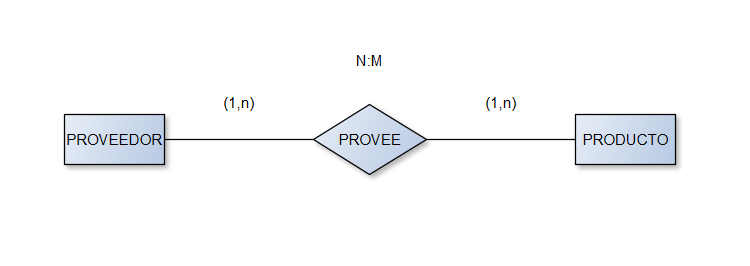 N:M
(1,n)
(1,n)
PROVEEDOR
PROVEE
PRODUCTO